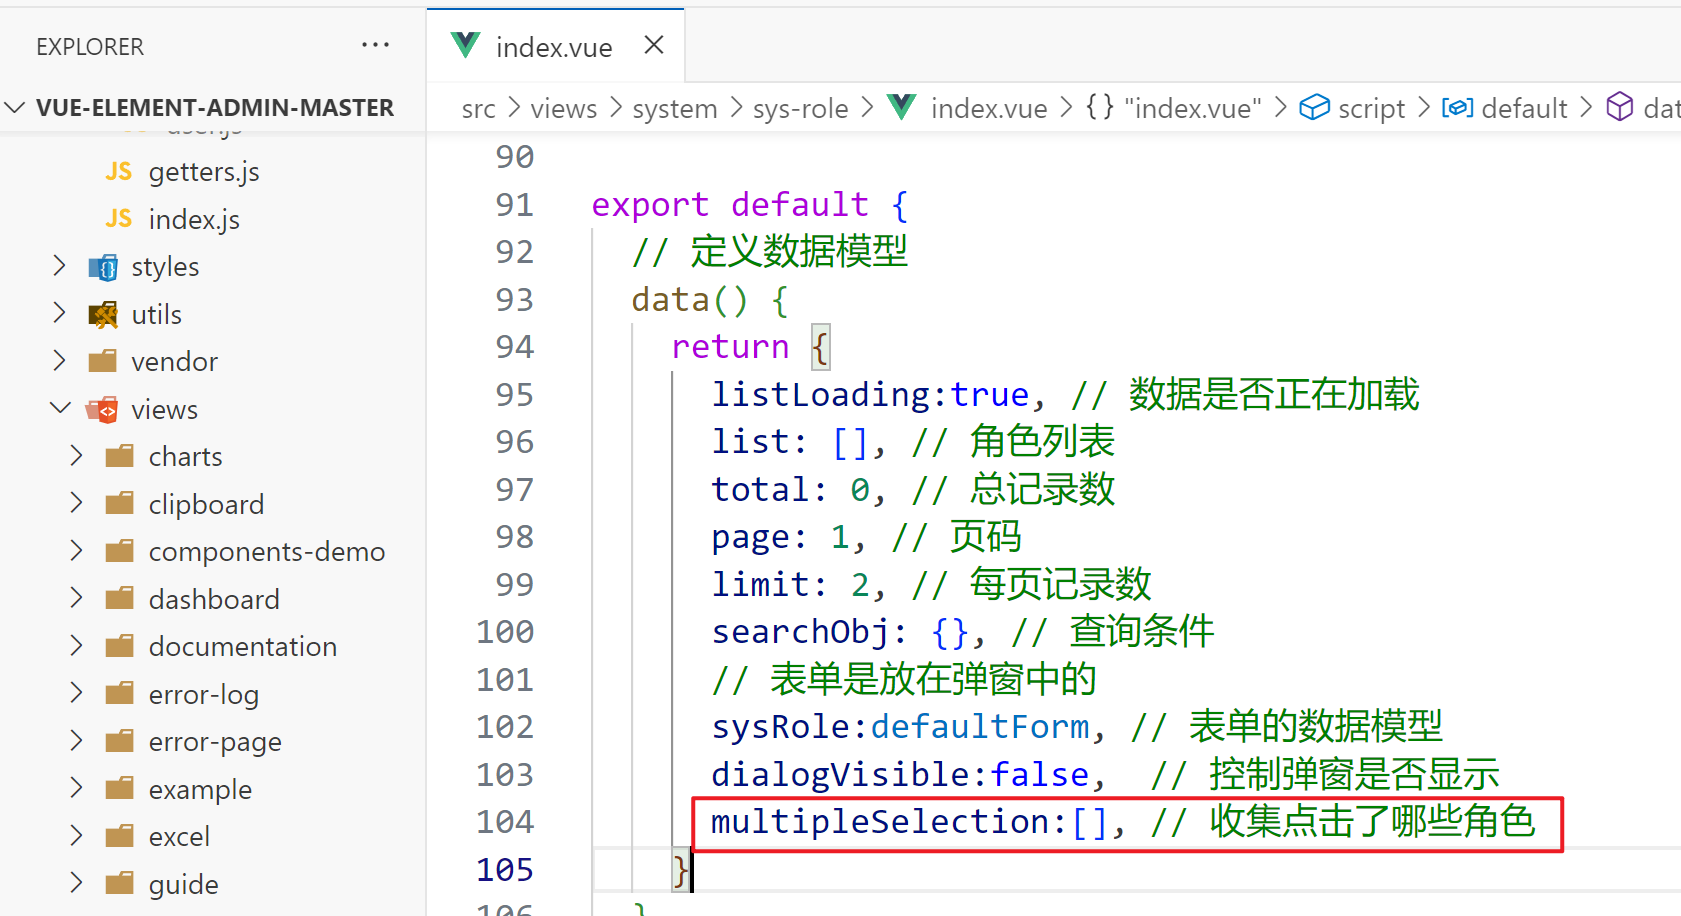 EXPLORER ···
VUE-ELEMENT-ADMIN-MASTER
user.js
JS getters.js
JS index.js
styles
utils
vendor
views
charts
clipboard
components-demo
dashboard
documentation
error-log
error-page
example
excel
guide
index.vue
src > views > system > sys-role > index.vue > {} "index.vue" > script > default > dat
90
91 export default {
92 // 定义数据模型
93 data() {
94 return {
95 listLoading:true, // 数据是否正在加载
96 list: [], // 角色列表
97 total: 0, // 总记录数
98 page: 1, // 页码
99 limit: 2, // 每页记录数
100 searchObj: {}, // 查询条件
101 // 表单是放在弹窗中的
102 sysRole:defaultForm, // 表单的数据模型
103 dialogVisible:false, // 控制弹窗是否显示
104 multipleSelection:[], // 收集点击了哪些角色
105 }
106 }